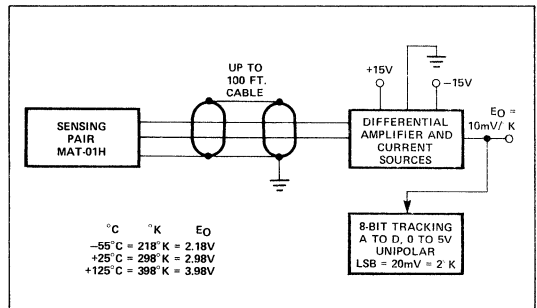 UP TO
100 FT.
CABLE
+15V
–15V
SENSING
PAIR
MAT-01H
DIFFERENTIAL
AMPLIFIER AND
CURRENT
SOURCES
EO =
10mV/°K
°C °K EO
–55°C = 218°K = 2.18V
+25°C = 298°K = 2.98V
+125°C = 398°K = 3.98V
8-BIT TRACKING
A TO D, 0 TO 5V
UNIPOLAR
LSB = 20mV = 2°K